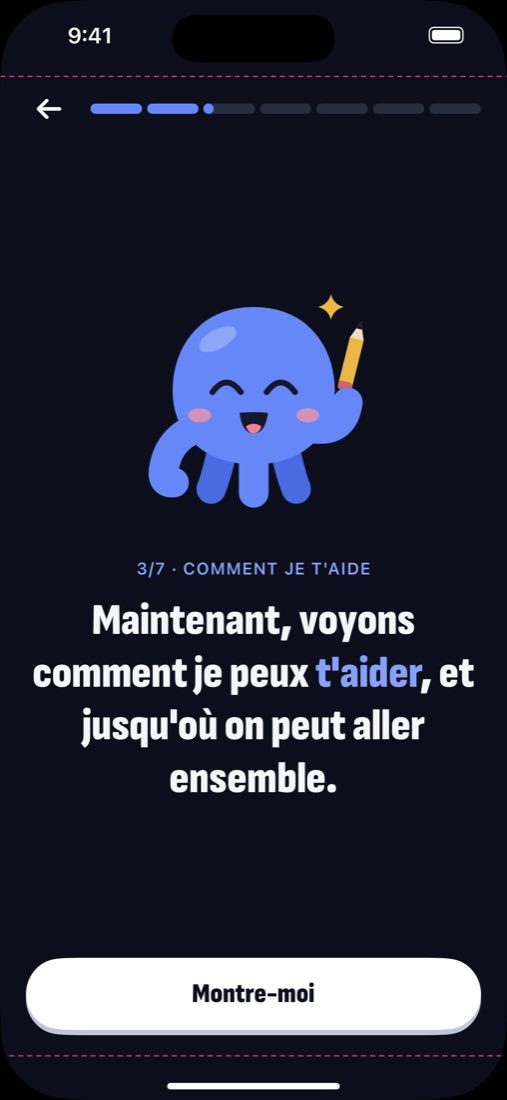 9:41
3/7 · COMMENT JE T'AIDE
Maintenant, voyons
comment je peux t'aider, et
jusqu'où on peut aller
ensemble.
Montre-moi